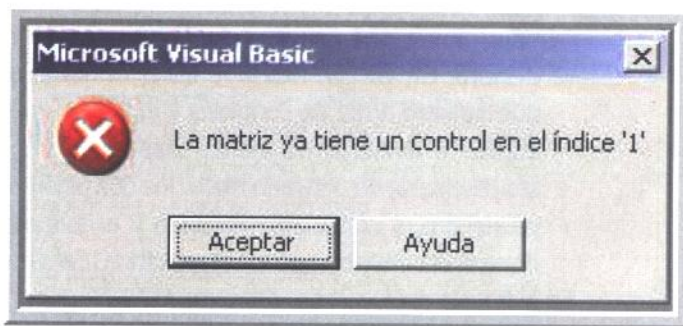 Microsoft Visual Basic
La matriz ya tiene un control en el índice '1'
Aceptar
Ayuda